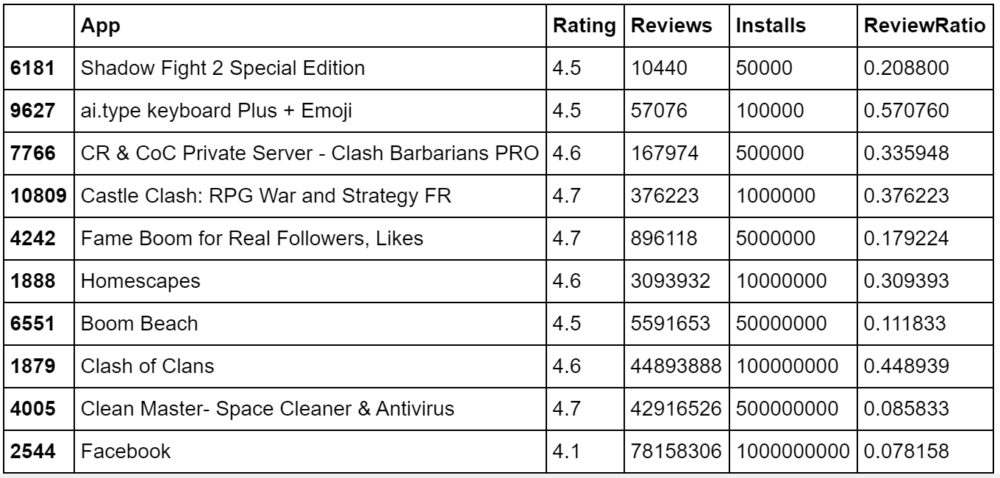 App Rating Reviews Installs ReviewRatio
6181 Shadow Fight 2 Special Edition 4.5 10440 50000 0.208800
9627 ai.type keyboard Plus + Emoji 4.5 57076 100000 0.570760
7766 CR & CoC Private Server - Clash Barbarians PRO 4.6 167974 500000 0.335948
10809 Castle Clash: RPG War and Strategy FR 4.7 376223 1000000 0.376223
4242 Fame Boom for Real Followers, Likes 4.7 896118 5000000 0.179224
1888 Homescapes 4.6 3093932 10000000 0.309393
6551 Boom Beach 4.5 5591653 50000000 0.111833
1879 Clash of Clans 4.6 44893888 100000000 0.448939
4005 Clean Master- Space Cleaner & Antivirus 4.7 42916526 500000000 0.085833
2544 Facebook 4.1 78158306 1000000000 0.078158